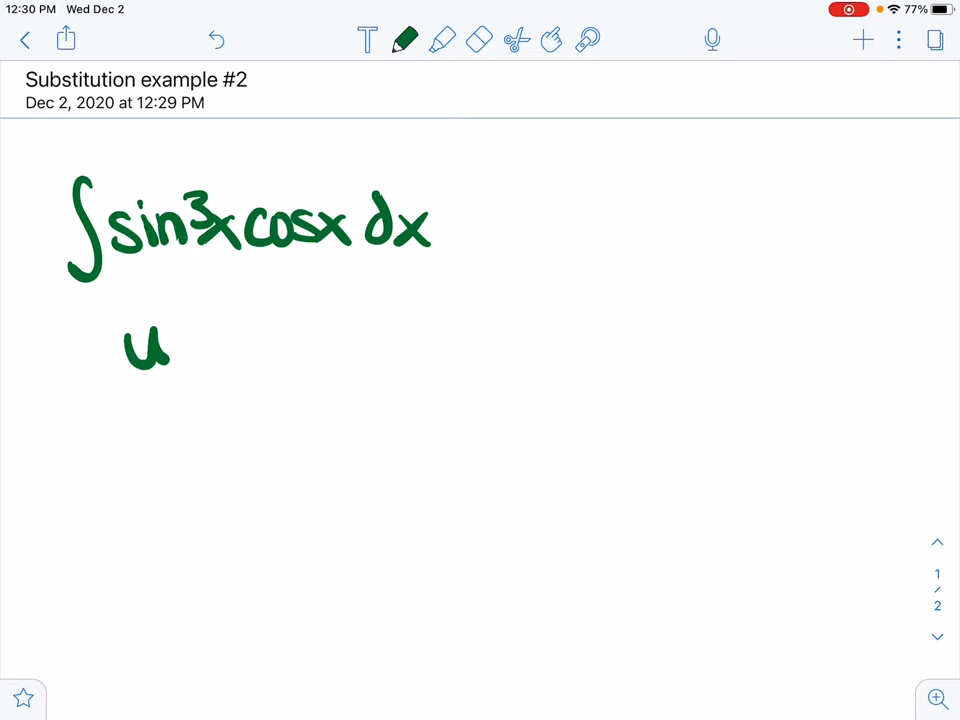 12:30 PM Wed Dec 2 77%
T
Substitution example #2
Dec 2, 2020 at 12:29 PM
∫sin³x cosx dx
u
1
/
2